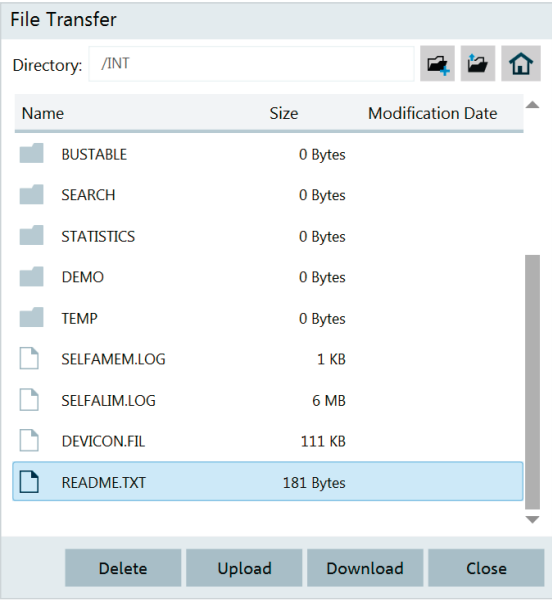 File Transfer
Directory: /INT
Name Size Modification Date
BUSTABLE 0 Bytes
SEARCH 0 Bytes
STATISTICS 0 Bytes
DEMO 0 Bytes
TEMP 0 Bytes
SELFAMEM.LOG 1 KB
SELFALIM.LOG 6 MB
DEVICON.FIL 111 KB
README.TXT 181 Bytes
Delete Upload Download Close